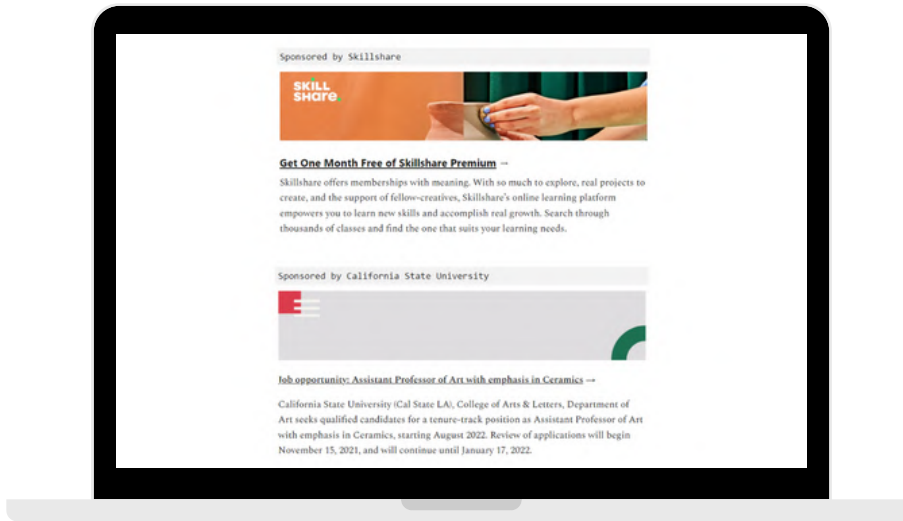 Sponsored by Skillshare
SKILL
SHare.
Get One Month Free of Skillshare Premium →
Skillshare offers memberships with meaning. With so much to explore, real projects to
create, and the support of fellow-creatives, Skillshare's online learning platform
empowers you to learn new skills and accomplish real growth. Search through
thousands of classes and find the one that suits your learning needs.
Sponsored by California State University
Job opportunity: Assistant Professor of Art with emphasis in Ceramics →
California State University (Cal State LA), College of Arts & Letters, Department of
Art seeks qualified candidates for a tenure-track position as Assistant Professor of Art
with emphasis in Ceramics, starting August 2022. Review of applications will begin
November 15, 2021, and will continue until January 17, 2022.